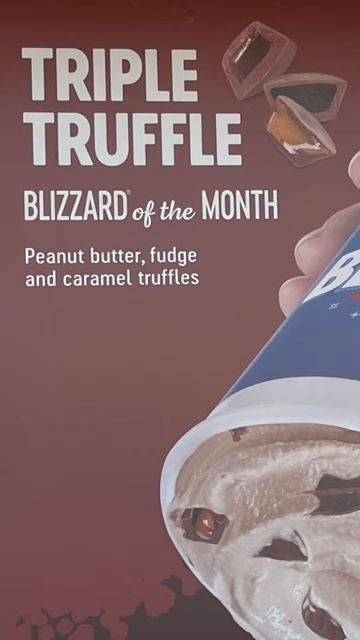 TRIPLE
TRUFFLE
BLIZZARD® of the MONTH
Peanut butter, fudge
and caramel truffles